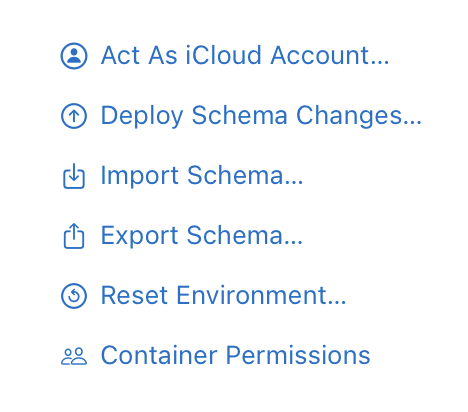 Act As iCloud Account...
Deploy Schema Changes...
Import Schema...
Export Schema...
Reset Environment...
Container Permissions